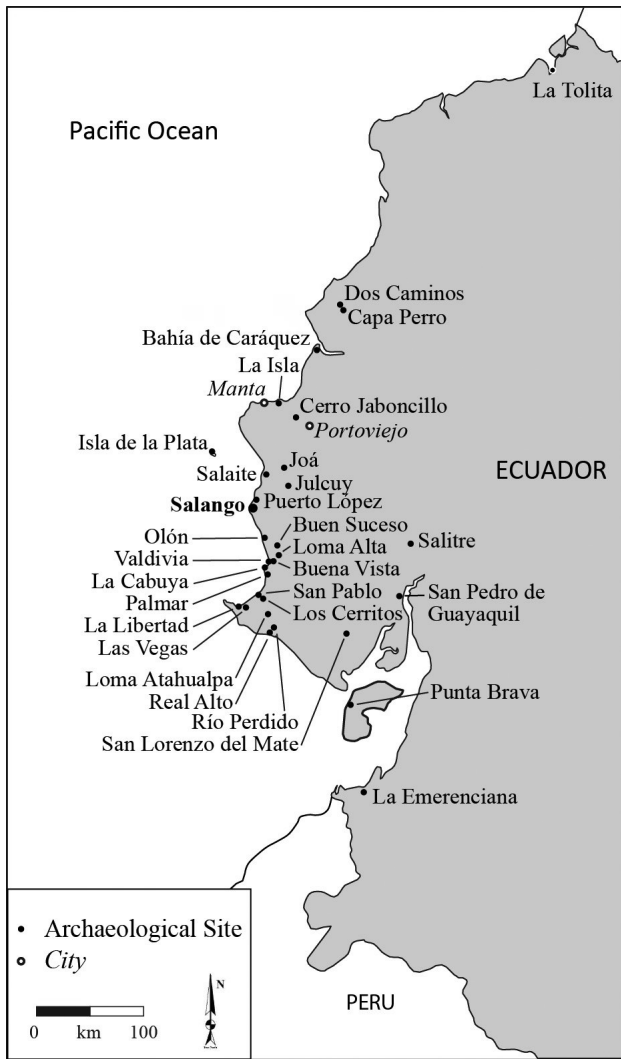 La Tolita
Pacific Ocean
Dos Caminos
Capa Perro
Bahía de Caráquez
La Isla
Manta
Cerro Jaboncillo
Portoviejo
Isla de la Plata
Joá
ECUADOR
Salaite
Julcuy
Puerto López
Salango
Buen Suceso
Olón
Salitre
Loma Alta
Valdivia
Buena Vista
La Cabuya
San Pablo
San Pedro de
Guayaquil
Palmar
Los Cerritos
La Libertad
Las Vegas
Loma Atahualpa
Punta Brava
Real Alto
Río Perdido
San Lorenzo del Mate
La Emerenciana
Archaeological Site
City
N
0 km 100
PERU